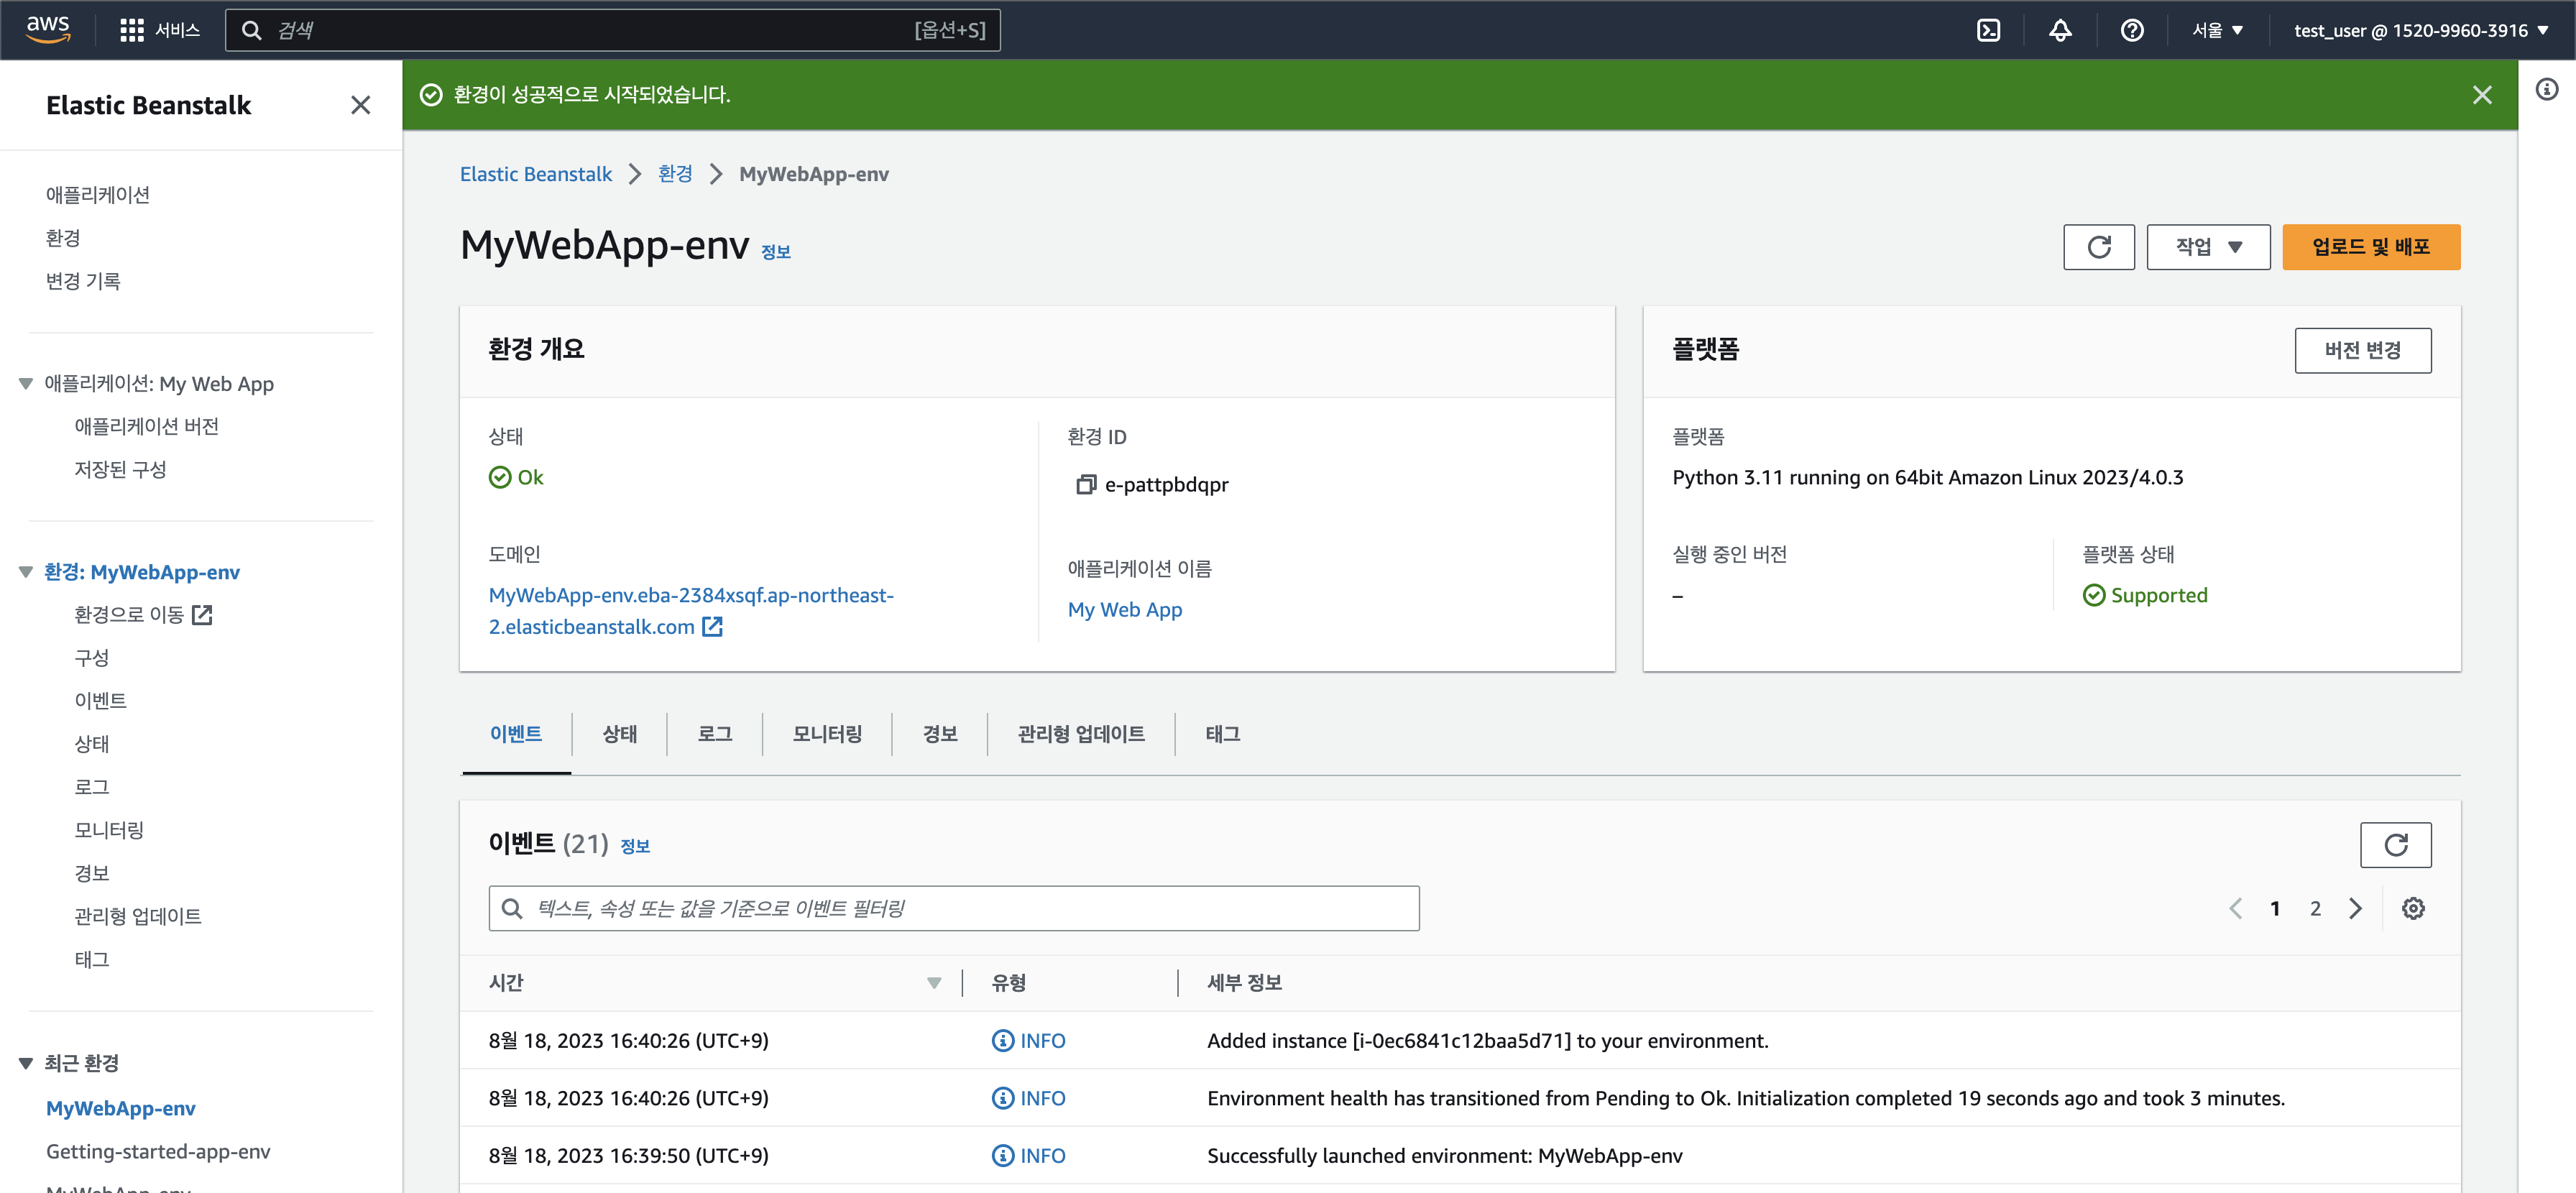 aws
서비스
검색
[옵션+S]
서울 ▼
test_user @ 1520-9960-3916 ▼
Elastic Beanstalk
애플리케이션
환경
변경 기록
애플리케이션: My Web App
애플리케이션 버전
저장된 구성
환경: MyWebApp-env
환경으로 이동
구성
이벤트
상태
로그
모니터링
경보
관리형 업데이트
태그
최근 환경
MyWebApp-env
Getting-started-app-env
MyWebApp-env
환경이 성공적으로 시작되었습니다.
Elastic Beanstalk > 환경 > MyWebApp-env
MyWebApp-env 정보
작업 ▼
업로드 및 배포
환경 개요
상태
Ok
도메인
MyWebApp-env.eba-2384xsqf.ap-northeast-
2.elasticbeanstalk.com
환경 ID
e-pattpbdqpr
애플리케이션 이름
My Web App
플랫폼
버전 변경
플랫폼
Python 3.11 running on 64bit Amazon Linux 2023/4.0.3
실행 중인 버전
–
플랫폼 상태
Supported
이벤트 상태 로그 모니터링 경보 관리형 업데이트 태그
이벤트 (21) 정보
텍스트, 속성 또는 값을 기준으로 이벤트 필터링
1 2
시간 유형 세부 정보
8월 18, 2023 16:40:26 (UTC+9) INFO Added instance [i-0ec6841c12baa5d71] to your environment.
8월 18, 2023 16:40:26 (UTC+9) INFO Environment health has transitioned from Pending to Ok. Initialization completed 19 seconds ago and took 3 minutes.
8월 18, 2023 16:39:50 (UTC+9) INFO Successfully launched environment: MyWebApp-env